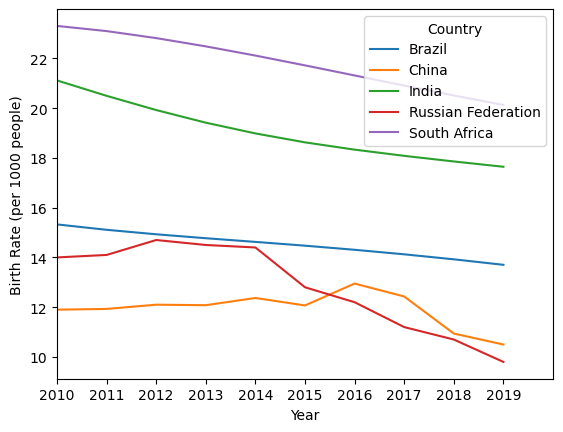 Country
Brazil
China
India
Russian Federation
South Africa
Birth Rate (per 1000 people)
22
20
18
16
14
12
10
2010 2011 2012 2013 2014 2015 2016 2017 2018 2019
Year